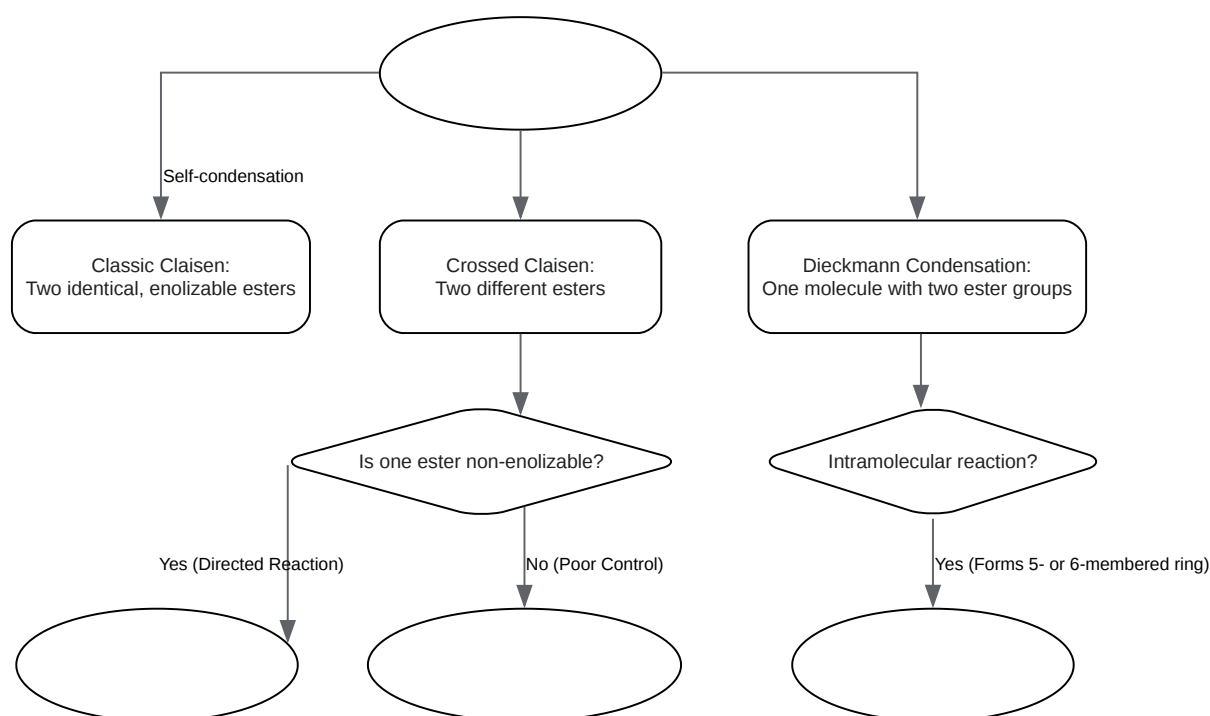 Self-condensation
Classic Claisen:
Two identical, enolizable esters
Crossed Claisen:
Two different esters
Dieckmann Condensation:
One molecule with two ester groups
Is one ester non-enolizable?
Intramolecular reaction?
Yes (Directed Reaction)
No (Poor Control)
Yes (Forms 5- or 6-membered ring)